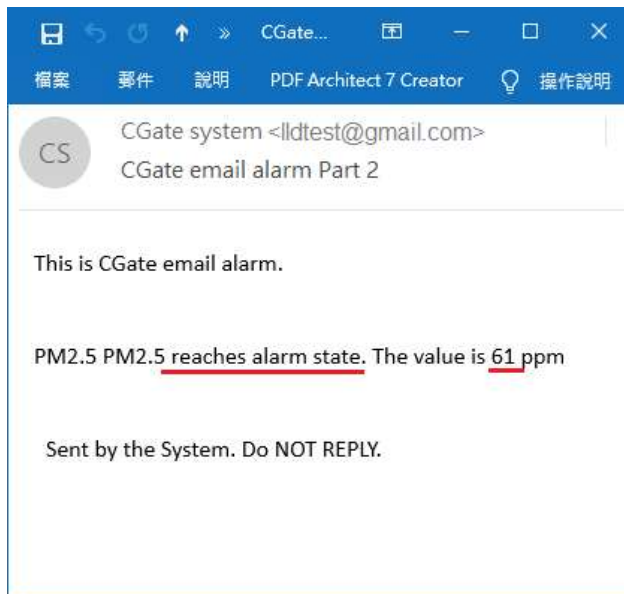 CGate...
檔案 郵件 說明 PDF Architect 7 Creator 操作說明
CS
CGate system <lldtest@gmail.com>
CGate email alarm Part 2
This is CGate email alarm.
PM2.5 PM2.5 reaches alarm state. The value is 61 ppm
Sent by the System. Do NOT REPLY.